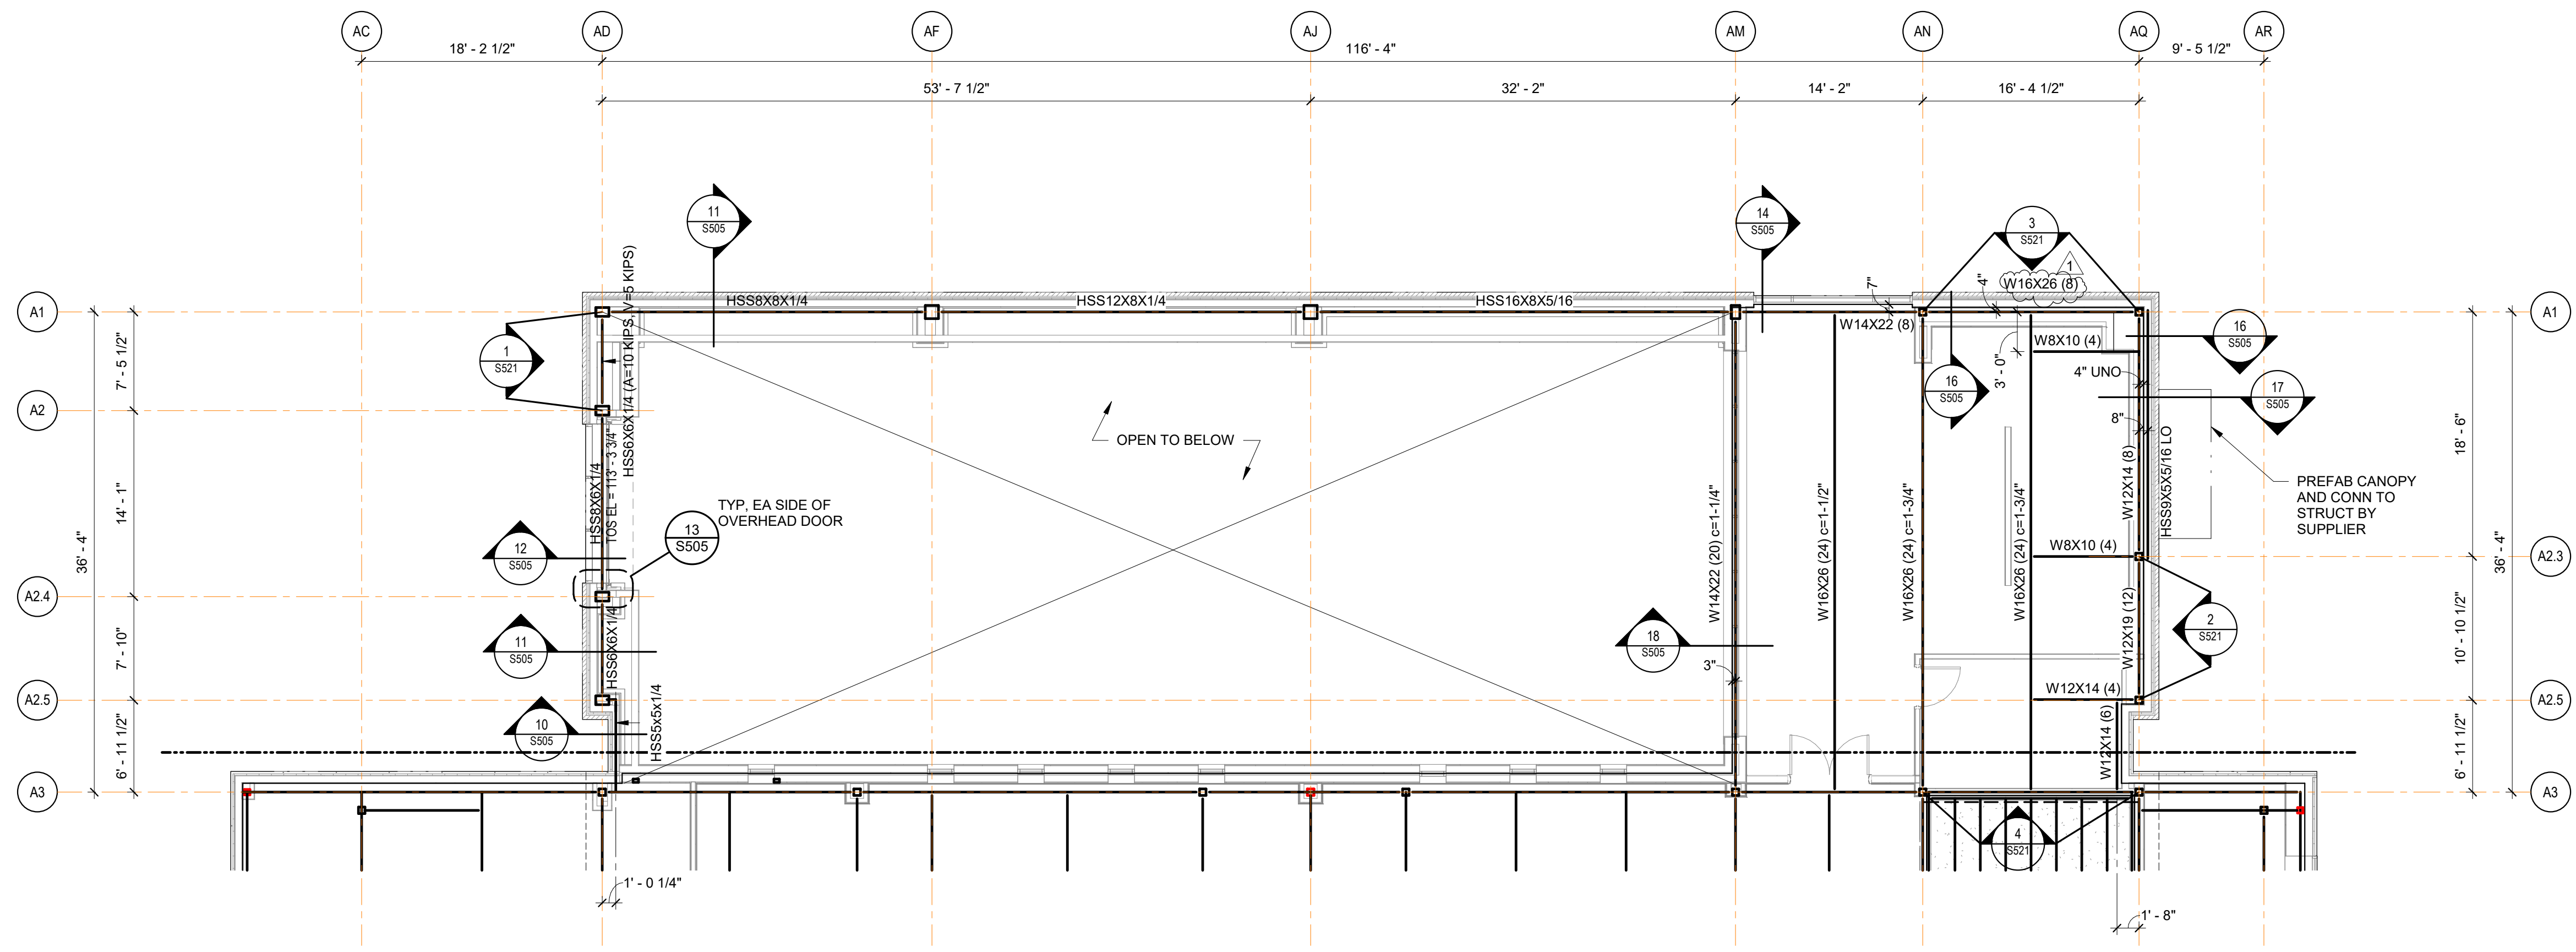 AC
AD
AF
AJ
AM
AN
AQ
AR
18' - 2 1/2"
116' - 4"
9' - 5 1/2"
53' - 7 1/2"
32' - 2"
14' - 2"
16' - 4 1/2"
11
S505
14
S505
3
S521
1
W16X26 (8)
4"
7"
HSS8X8X1/4
HSS12X8X1/4
HSS16X8X5/16
W14X22 (8)
A1
A1
HSS6X6X1/4 (A=10 KIPS, V=5 KIPS)
1
S521
7' - 5 1/2"
A2
W8X10 (4)
3' - 0"
16
S505
16
S505
4" UNO
17
S505
8"
18' - 6"
OPEN TO BELOW
14' - 1"
HSS8X6X1/4
TOS EL = 113' - 3 3/4"
TYP, EA SIDE OF
OVERHEAD DOOR
13
S505
12
S505
W14X22 (20) c=1-1/4"
W16X26 (24) c=1-1/2"
W16X26 (24) c=1-3/4"
W16X26 (24) c=1-3/4"
W12X14 (8)
HSS9X5X5/16 LO
PREFAB CANOPY
AND CONN TO
STRUCT BY
SUPPLIER
W8X10 (4)
A2.3
36' - 4"
36' - 4"
A2.4
7' - 10"
HSS6X6X1/4
11
S505
18
S505
3"
W12X19 (12)
2
S521
10' - 10 1/2"
A2.5
W12X14 (4)
A2.5
10
S505
HSS5x5x1/4
6' - 11 1/2"
W12X14 (6)
6' - 11 1/2"
A3
A3
4
S521
1' - 0 1/4"
1' - 8"